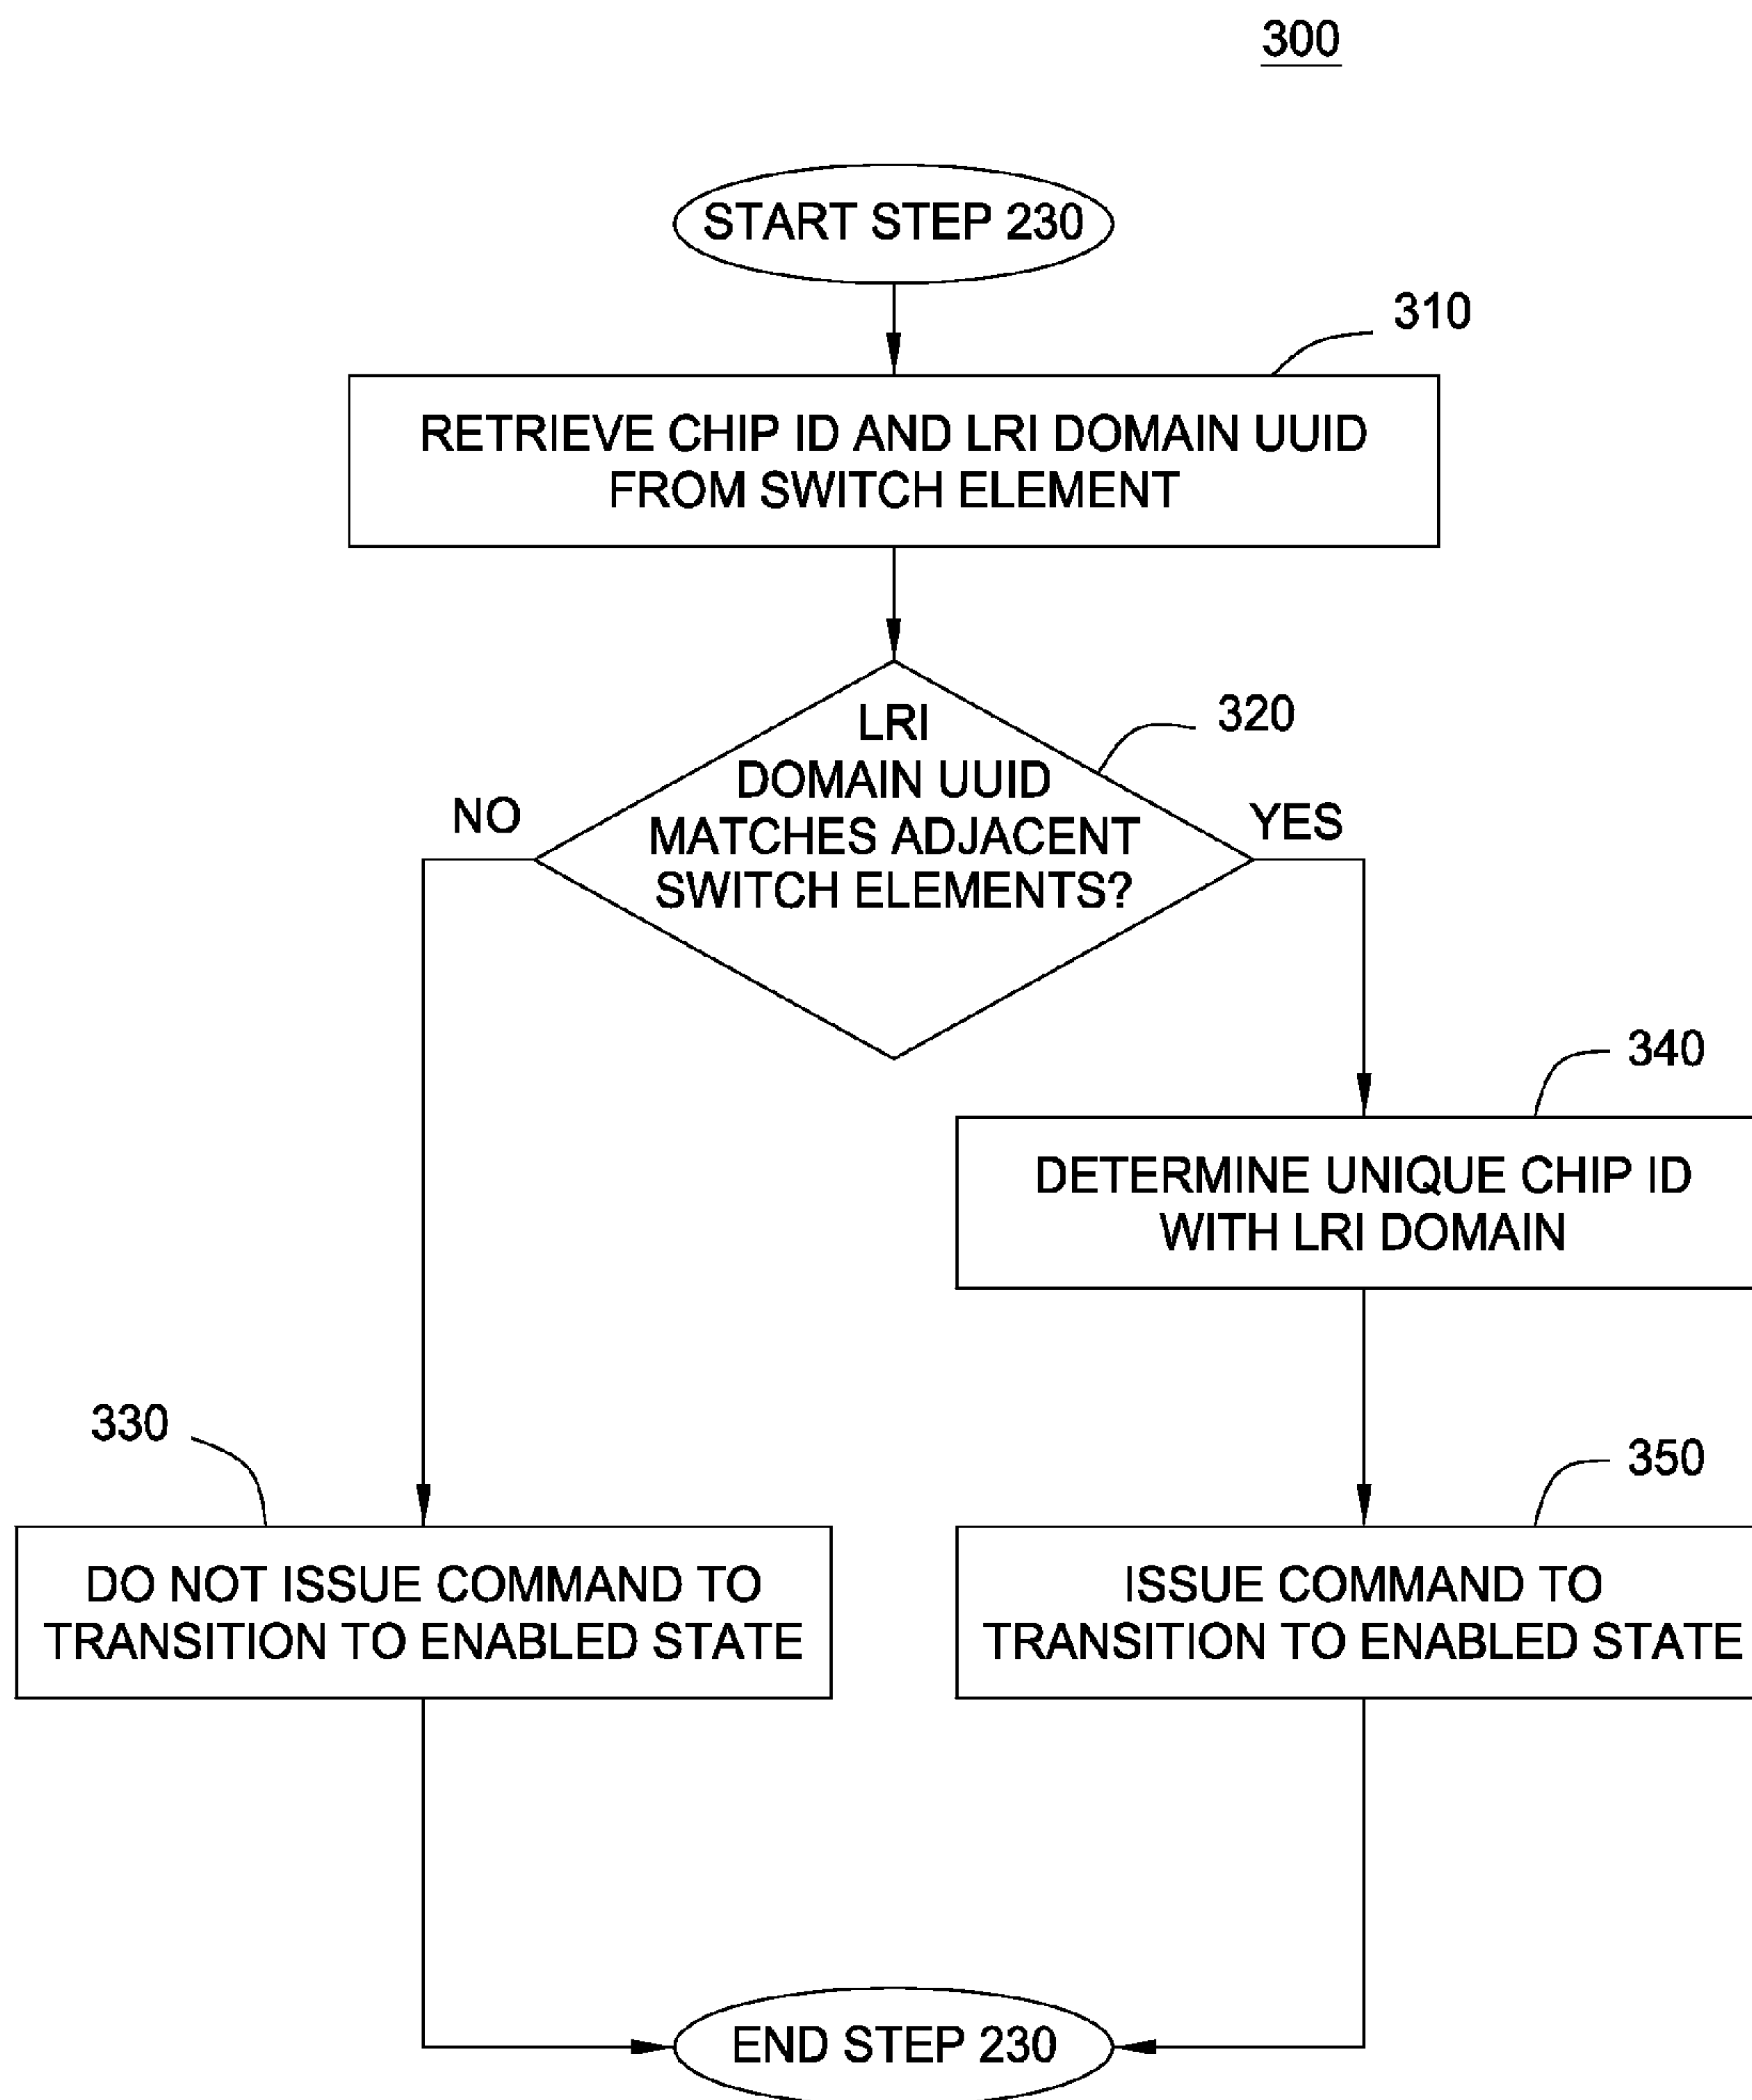 300
START STEP 230
310
RETRIEVE CHIP ID AND LRI DOMAIN UUID
FROM SWITCH ELEMENT
320
LRI
DOMAIN UUID
MATCHES ADJACENT
SWITCH ELEMENTS?
NO
YES
340
DETERMINE UNIQUE CHIP ID
WITH LRI DOMAIN
330
350
DO NOT ISSUE COMMAND TO
TRANSITION TO ENABLED STATE
ISSUE COMMAND TO
TRANSITION TO ENABLED STATE
END STEP 230